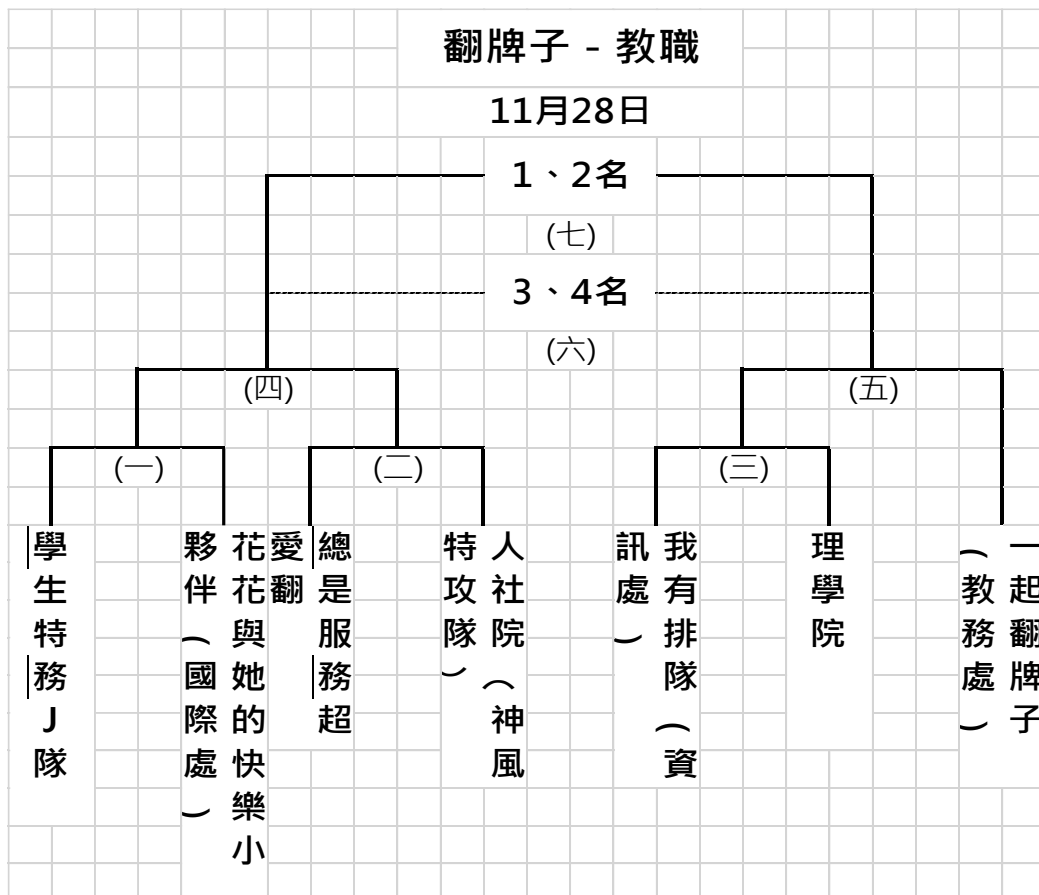 翻牌子 - 教職
11月28日
1、2名
(七)
3、4名
(六)
(四)
(五)
(一)
(二)
(三)
學生特務J隊
花花與她的快樂小
夥伴(國際處)
總是服務超
愛翻
人社院(神風
特攻隊)
我有排隊(資
訊處)
理學院
一起翻牌子
(教務處)